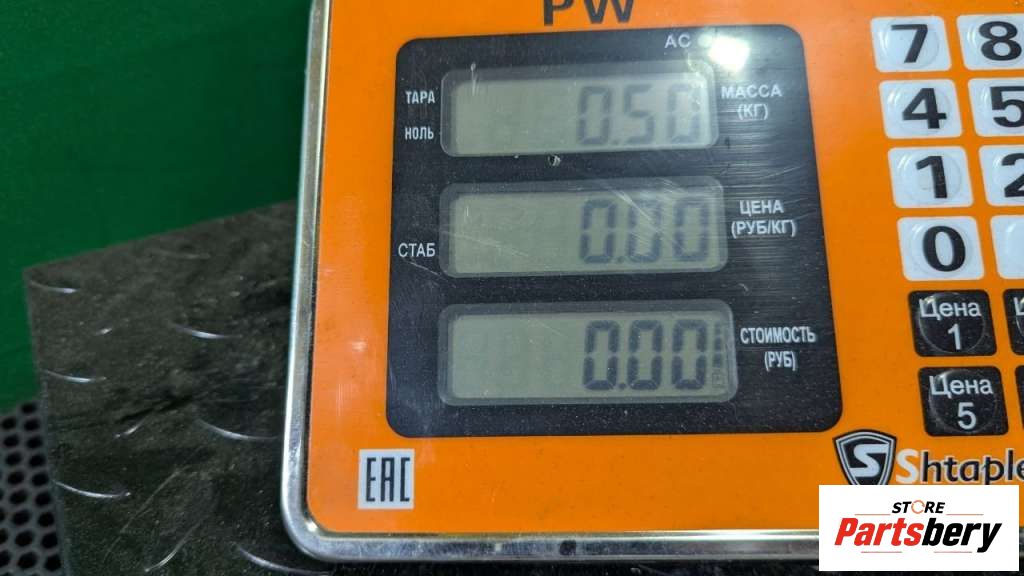 PW
AC
7 8
ТАРА
НОЛЬ
0.50
МАССА
(КГ)
4 5
1 2
СТАБ
0.00
ЦЕНА
(РУБ/КГ)
0
0.00
СТОИМОСТЬ
(РУБ)
Цена
1
Цена
5
EAC
S Shtaple
STORE
Partsbery